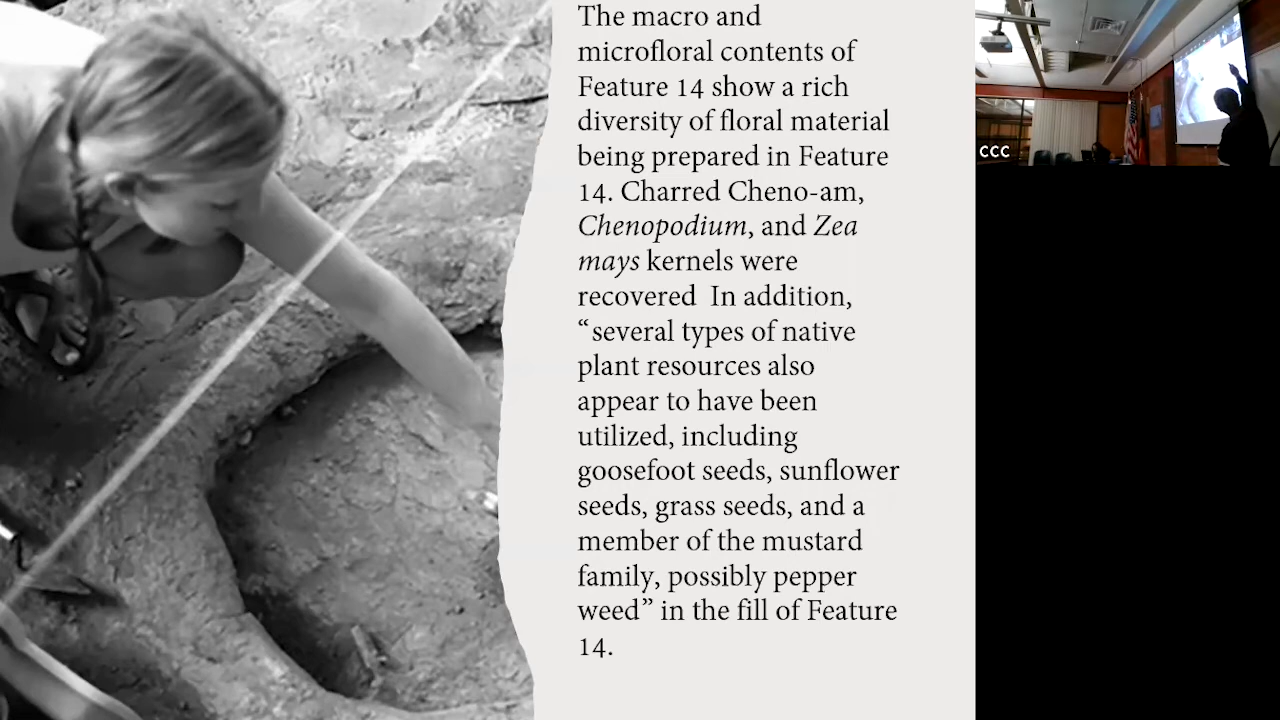 The macro and
microfloral contents of
Feature 14 show a rich
diversity of floral material
being prepared in Feature
14. Charred Cheno-am,
Chenopodium, and Zea
mays kernels were
recovered  In addition,
“several types of native
plant resources also
appear to have been
utilized, including
goosefoot seeds, sunflower
seeds, grass seeds, and a
member of the mustard
family, possibly pepper
weed” in the fill of Feature
14.
CCC